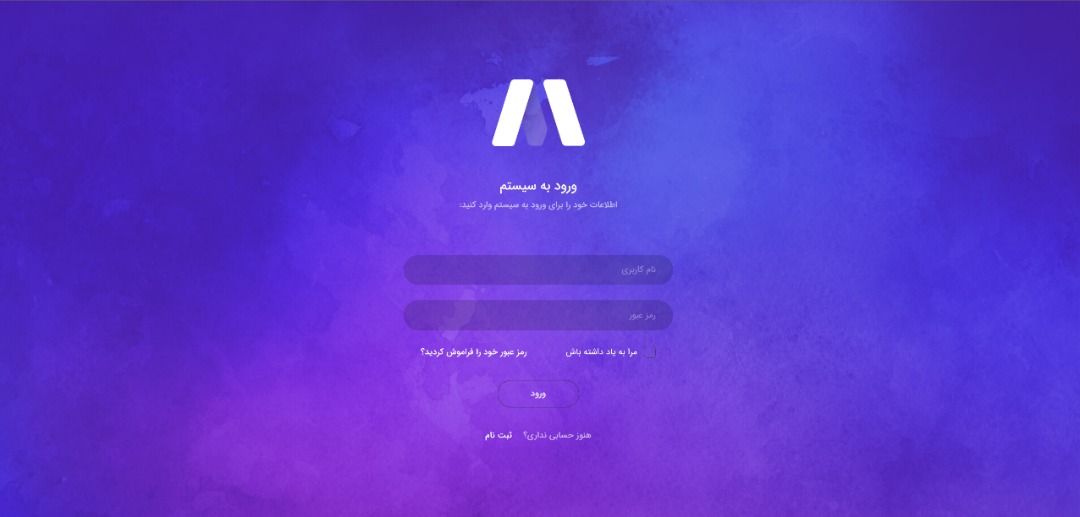 ورود به سیستم
اطلاعات خود را برای ورود به سیستم وارد کنید:
نام کاربری
رمز عبور
مرا به یاد داشته باش
رمز عبور خود را فراموش کردید؟
ورود
هنوز حسابی نداری؟ ثبت نام